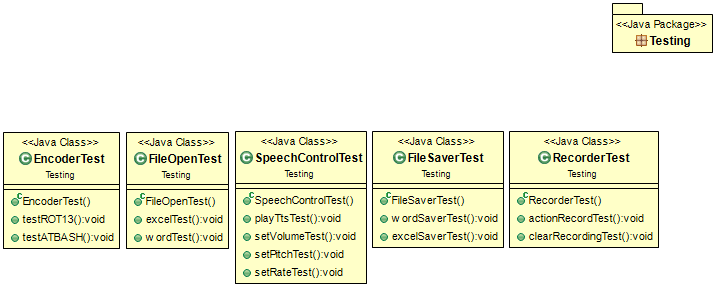 <<Java Package>>
Testing
<<Java Class>>
EncoderTest
Testing
EncoderTest()
testROT13():void
testATBASH():void
<<Java Class>>
FileOpenTest
Testing
FileOpenTest()
excelTest():void
wordTest():void
<<Java Class>>
SpeechControlTest
Testing
SpeechControlTest()
playTtsTest():void
setVolumeTest():void
setPitchTest():void
setRateTest():void
<<Java Class>>
FileSaverTest
Testing
FileSaverTest()
wordSaverTest():void
excelSaverTest():void
<<Java Class>>
RecorderTest
Testing
RecorderTest()
actionRecordTest():void
clearRecordingTest():void